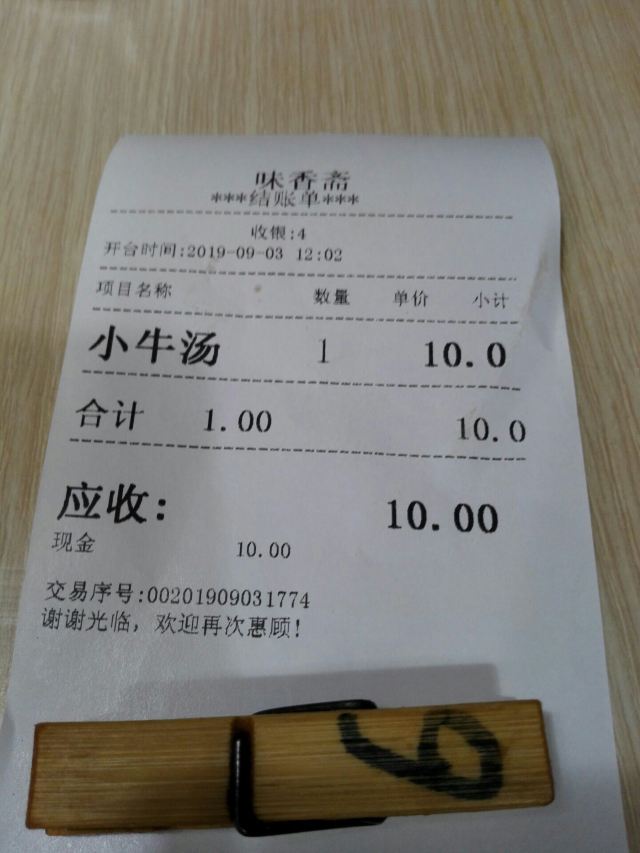 味香斋
***结账单***
收银:4
开台时间:2019-09-03 12:02
项目名称 数量 单价 小计
小牛汤 1 10.0
合计 1.00 10.0
应收: 10.00
现金 10.00
交易序号:00201909031774
谢谢光临，欢迎再次惠顾!
6